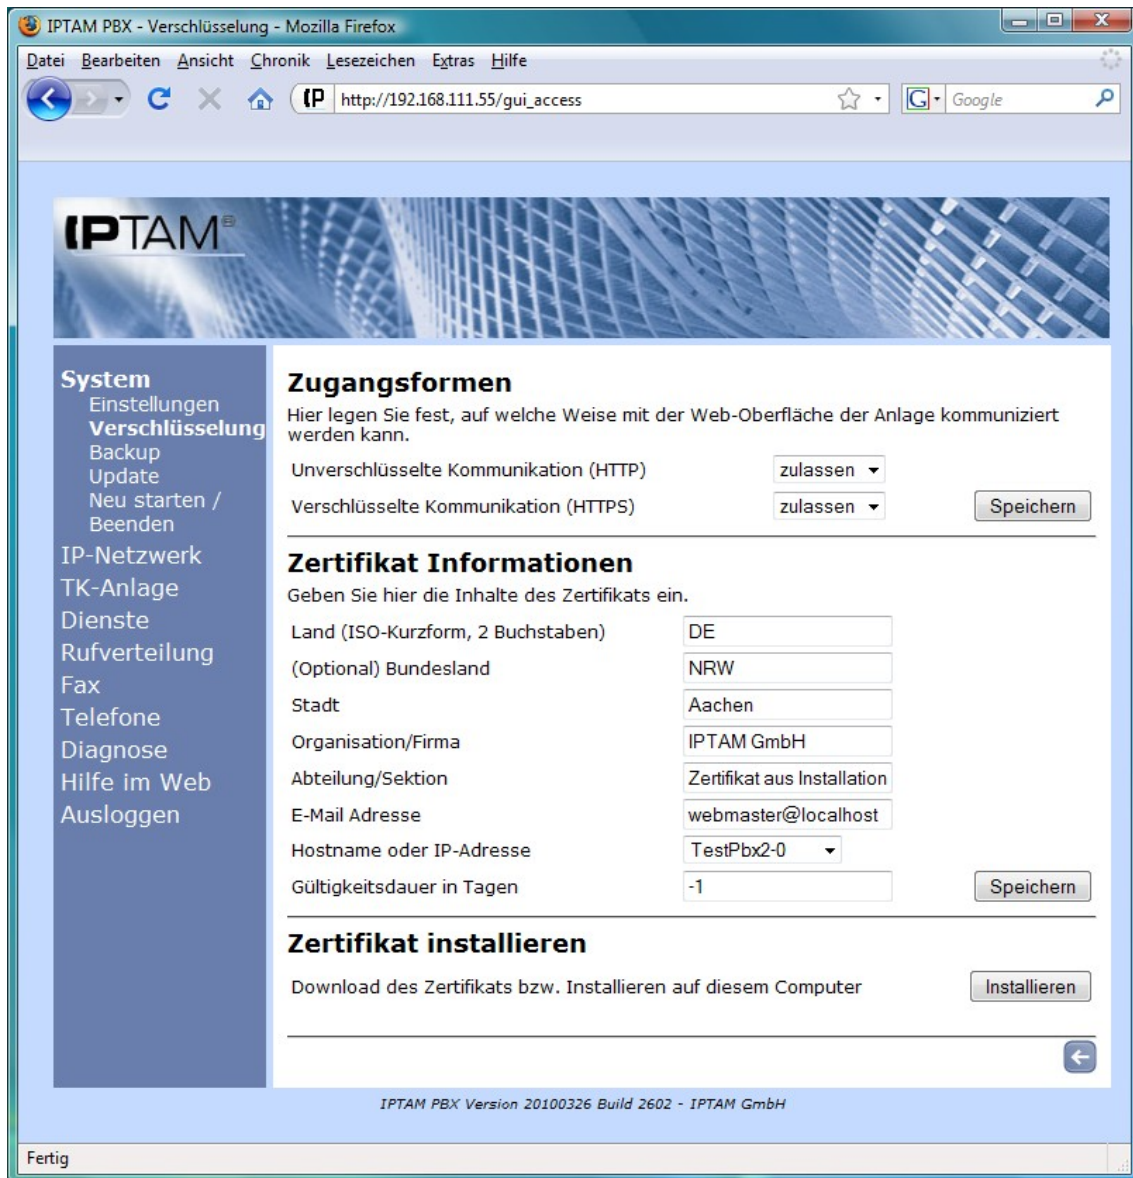 IPTAM PBX - Verschlüsselung - Mozilla Firefox
Datei Bearbeiten Ansicht Chronik Lesezeichen Extras Hilfe
(P http://192.168.111.55/gui_access G Google
IPTAM®
System
Einstellungen
Verschlüsselung
Backup
Update
Neu starten /
Beenden
IP-Netzwerk
TK-Anlage
Dienste
Rufverteilung
Fax
Telefone
Diagnose
Hilfe im Web
Ausloggen
Zugangsformen
Hier legen Sie fest, auf welche Weise mit der Web-Oberfläche der Anlage kommuniziert
werden kann.
Unverschlüsselte Kommunikation (HTTP) zulassen
Verschlüsselte Kommunikation (HTTPS) zulassen Speichern
Zertifikat Informationen
Geben Sie hier die Inhalte des Zertifikats ein.
Land (ISO-Kurzform, 2 Buchstaben) DE
(Optional) Bundesland NRW
Stadt Aachen
Organisation/Firma IPTAM GmbH
Abteilung/Sektion Zertifikat aus Installation
E-Mail Adresse webmaster@localhost
Hostname oder IP-Adresse TestPbx2-0
Gültigkeitsdauer in Tagen -1 Speichern
Zertifikat installieren
Download des Zertifikats bzw. Installieren auf diesem Computer Installieren
IPTAM PBX Version 20100326 Build 2602 - IPTAM GmbH
Fertig